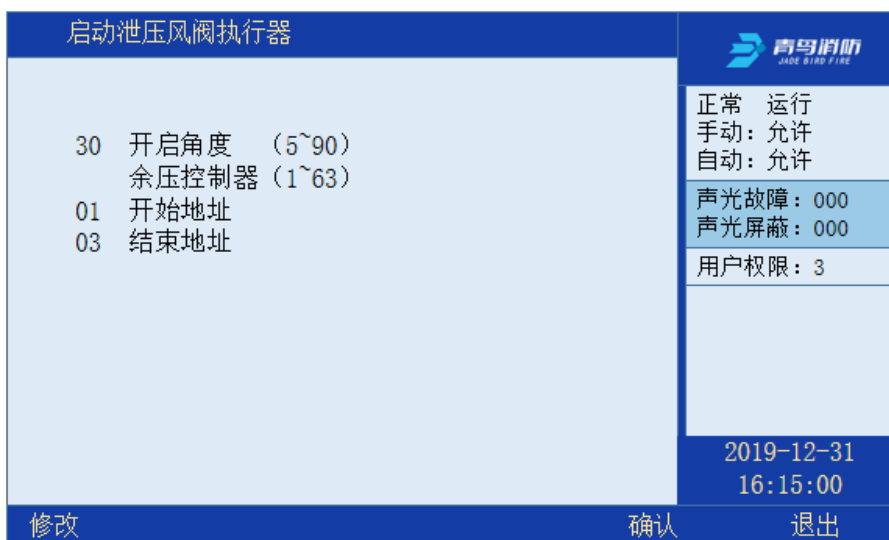 启动泄压风阀执行器
青鸟消防
JADE BIRD FIRE
30 开启角度 （5~90）
余压控制器（1~63）
01 开始地址
03 结束地址
正常 运行
手动：允许
自动：允许
声光故障：000
声光屏蔽：000
用户权限：3
2019-12-31
16:15:00
修改 确认 退出